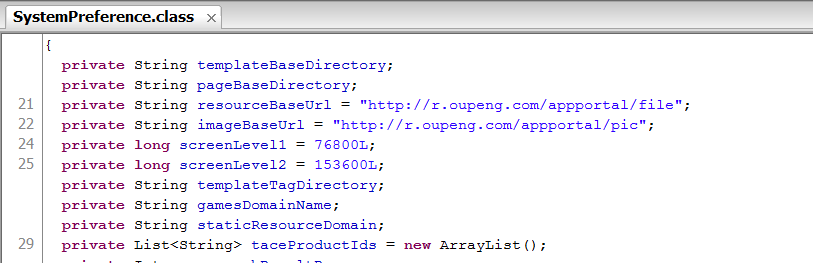 SystemPreference.class
{
private String templateBaseDirectory;
private String pageBaseDirectory;
21 private String resourceBaseUrl = "http://r.oupeng.com/appportal/file";
22 private String imageBaseUrl = "http://r.oupeng.com/appportal/pic";
24 private long screenLevel1 = 76800L;
25 private long screenLevel2 = 153600L;
private String templateTagDirectory;
private String gamesDomainName;
private String staticResourceDomain;
29 private List<String> taceProductIds = new ArrayList();